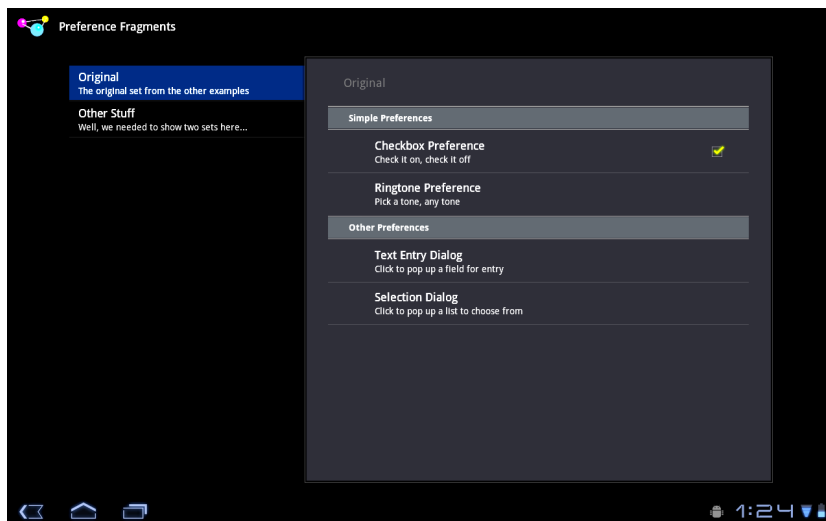 Preference Fragments
Original
The original set from the other examples
Other Stuff
Well, we needed to show two sets here...
Original
Simple Preferences
Checkbox Preference
Check it on, check it off
Ringtone Preference
Pick a tone, any tone
Other Preferences
Text Entry Dialog
Click to pop up a field for entry
Selection Dialog
Click to pop up a list to choose from
1:24